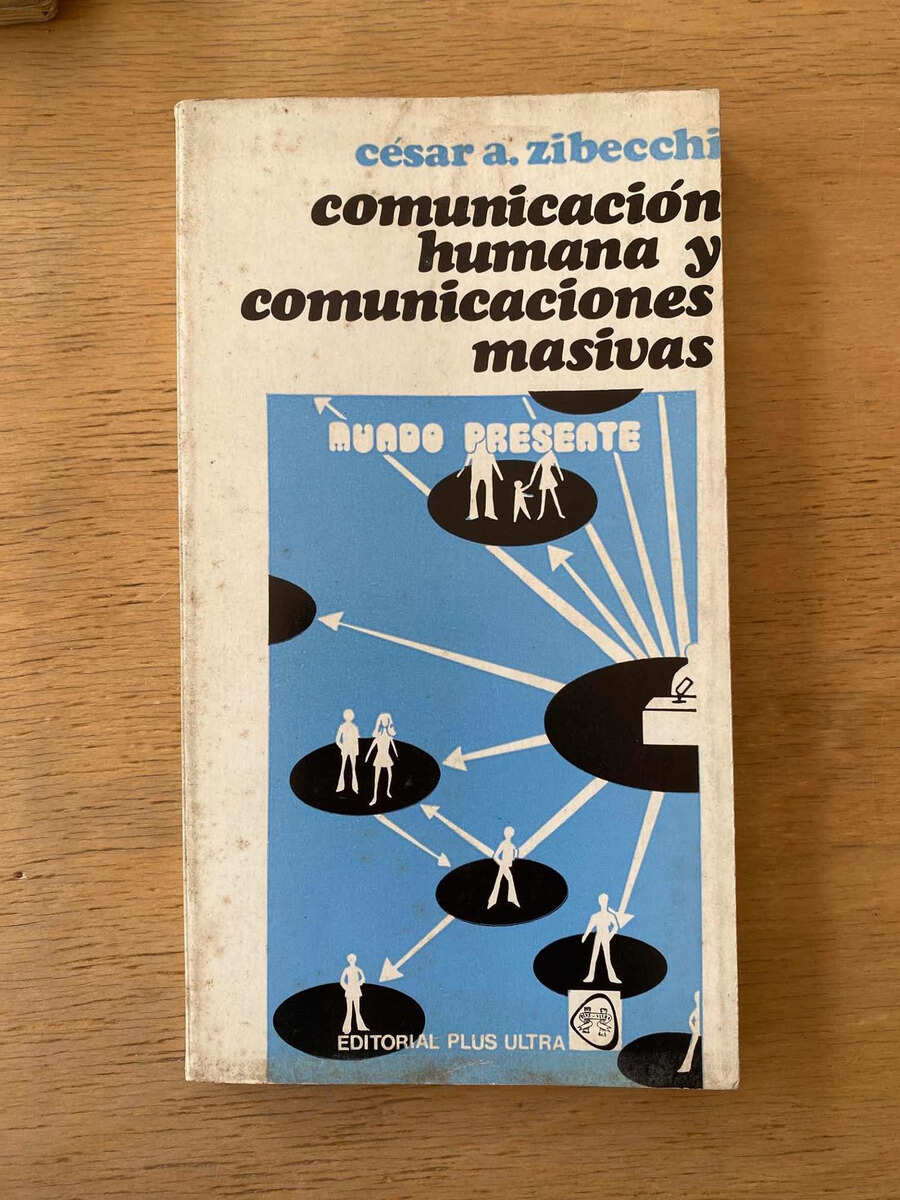 césar a. zibecchi
comunicación
humana y
comunicaciones
masivas
MUNDO PRESENTE
EDITORIAL PLUS ULTRA